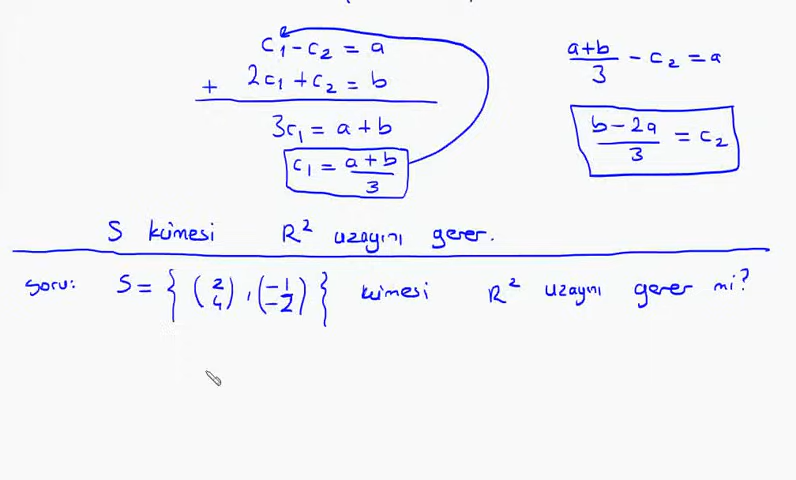 c₁ - c₂ = a
+ 2c₁ + c₂ = b
3c₁ = a + b
c₁ = (a+b)/3
(a+b)/3 - c₂ = a
(b-2a)/3 = c₂
S kümesi R² uzayını gerer.
Soru: S = { (2 4), (-1 -2) } kümesi R² uzayını gerer mi?